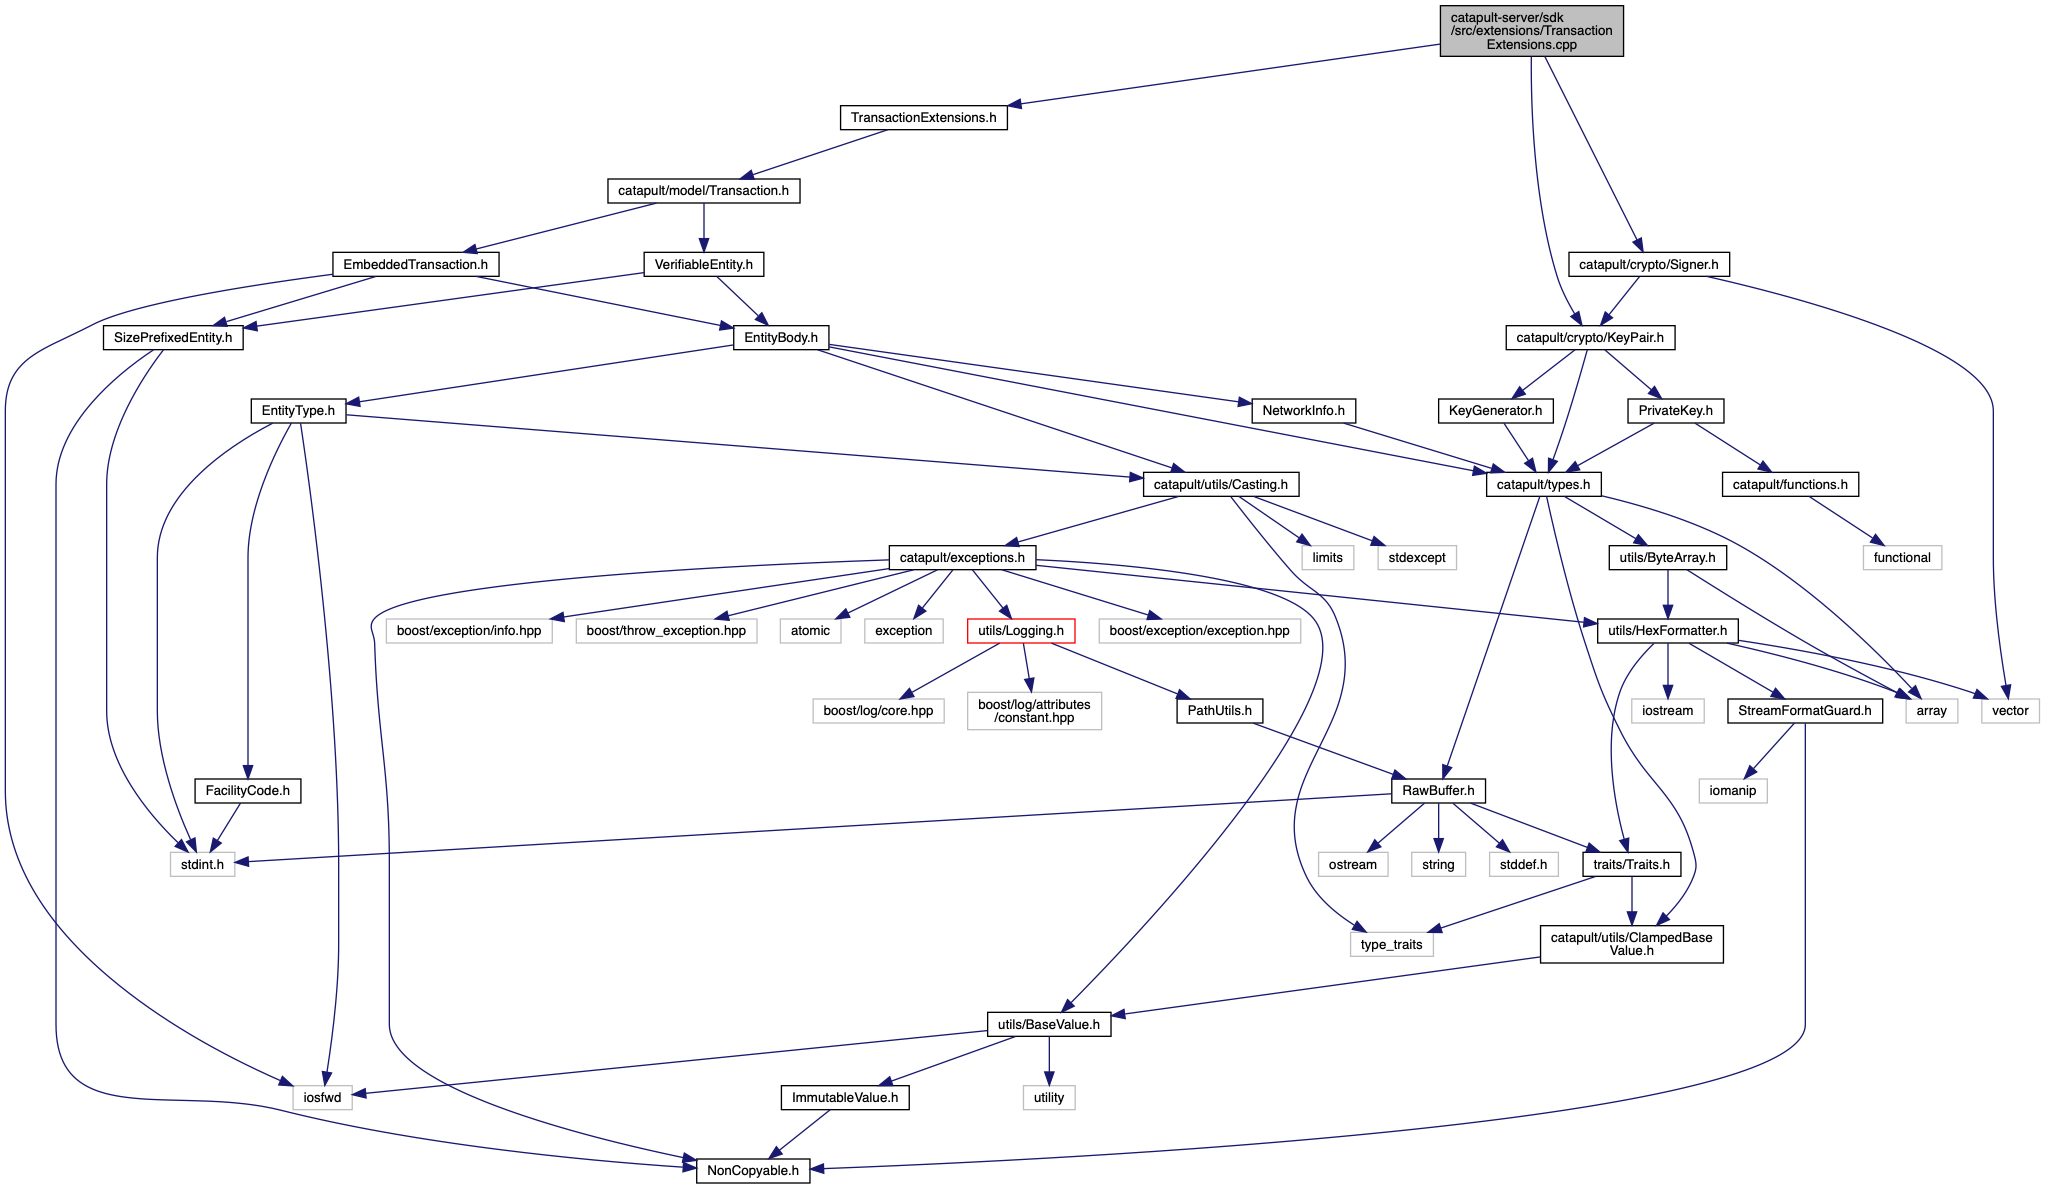 catapult-server/sdk
/src/extensions/Transaction
Extensions.cpp
TransactionExtensions.h
catapult/model/Transaction.h
EmbeddedTransaction.h
VerifiableEntity.h
catapult/crypto/Signer.h
SizePrefixedEntity.h
EntityBody.h
catapult/crypto/KeyPair.h
EntityType.h
NetworkInfo.h
KeyGenerator.h
PrivateKey.h
catapult/utils/Casting.h
catapult/types.h
catapult/functions.h
catapult/exceptions.h
limits
stdexcept
utils/ByteArray.h
functional
boost/exception/info.hpp
boost/throw_exception.hpp
atomic
exception
utils/Logging.h
boost/exception/exception.hpp
utils/HexFormatter.h
boost/log/core.hpp
boost/log/attributes
/constant.hpp
PathUtils.h
iostream
StreamFormatGuard.h
array
vector
FacilityCode.h
RawBuffer.h
iomanip
stdint.h
ostream
string
stddef.h
traits/Traits.h
type_traits
catapult/utils/ClampedBase
Value.h
utils/BaseValue.h
iosfwd
ImmutableValue.h
utility
NonCopyable.h